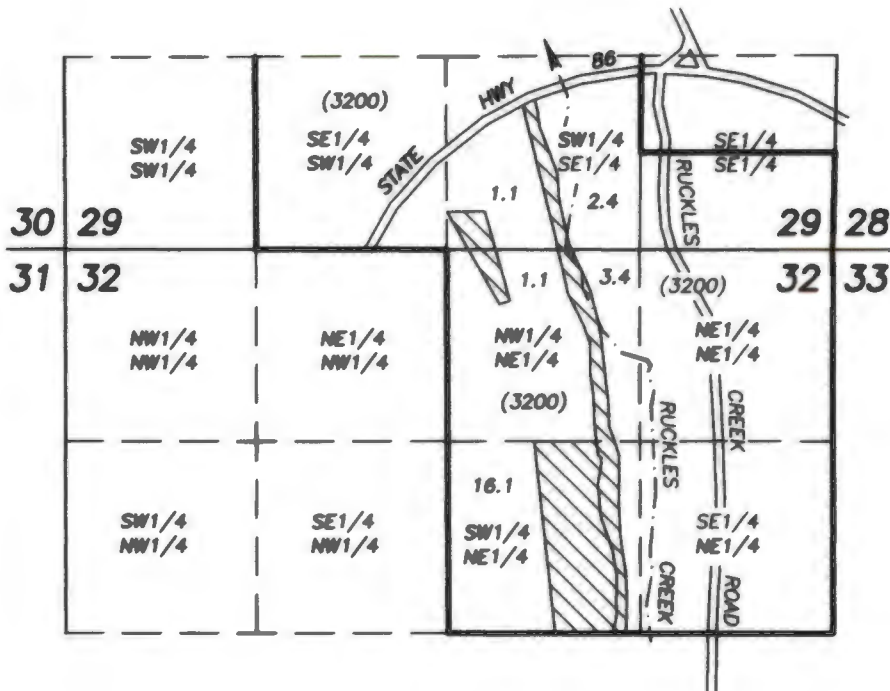 86
HWY
STATE
(3200)
SW1/4
SW1/4
SE1/4
SW1/4
SW1/4
SE1/4
SE1/4
SE1/4
1.1
2.4
RUCKLES
30 29
29 28
31 32
32 33
1.1
3.4
(3200)
NW1/4
NW1/4
NE1/4
NW1/4
NW1/4
NE1/4
NE1/4
NE1/4
(3200)
CREEK
RUCKLES
16.1
SW1/4
NW1/4
SE1/4
NW1/4
SW1/4
NE1/4
SE1/4
NE1/4
CREEK
ROAD